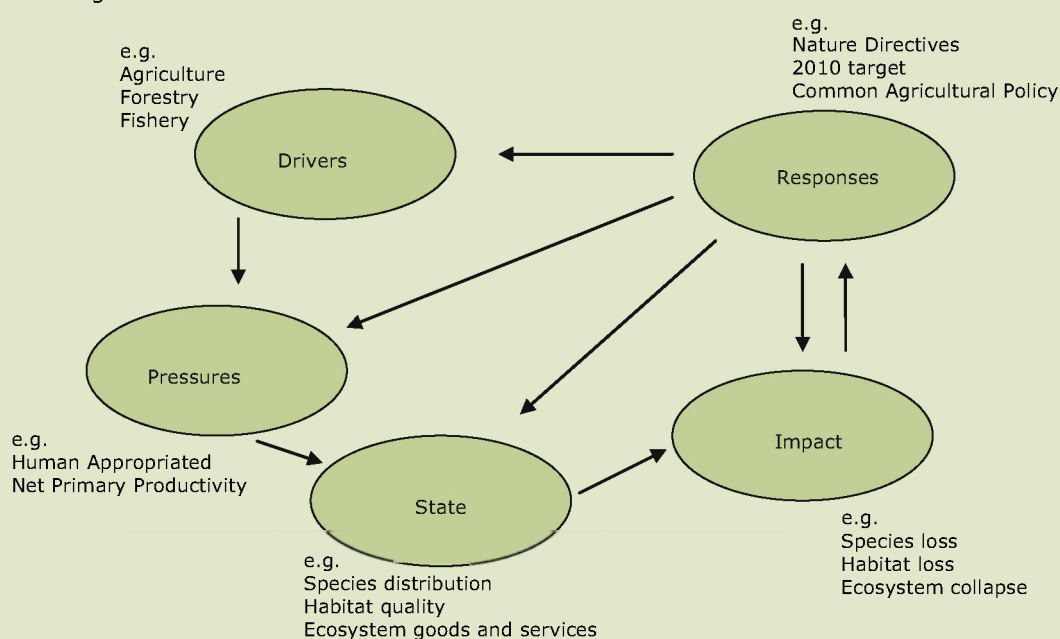 e.g.
Agriculture
Forestry
Fishery
Drivers
e.g.
Nature Directives
2010 target
Common Agricultural Policy
Responses
Pressures
e.g.
Human Appropriated
Net Primary Productivity
State
e.g.
Species distribution
Habitat quality
Ecosystem goods and services
Impact
e.g.
Species loss
Habitat loss
Ecosystem collapse